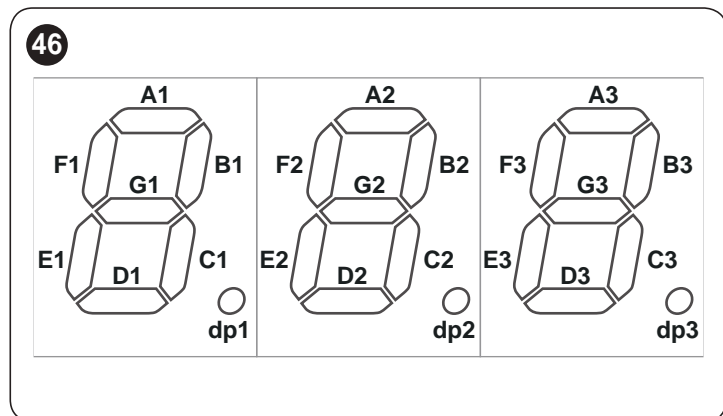 46
A1 A2 A3
F1 B1 F2 B2 F3 B3
G1 G2 G3
E1 D1 C1 E2 D2 C2 E3 D3 C3
dp1 dp2 dp3